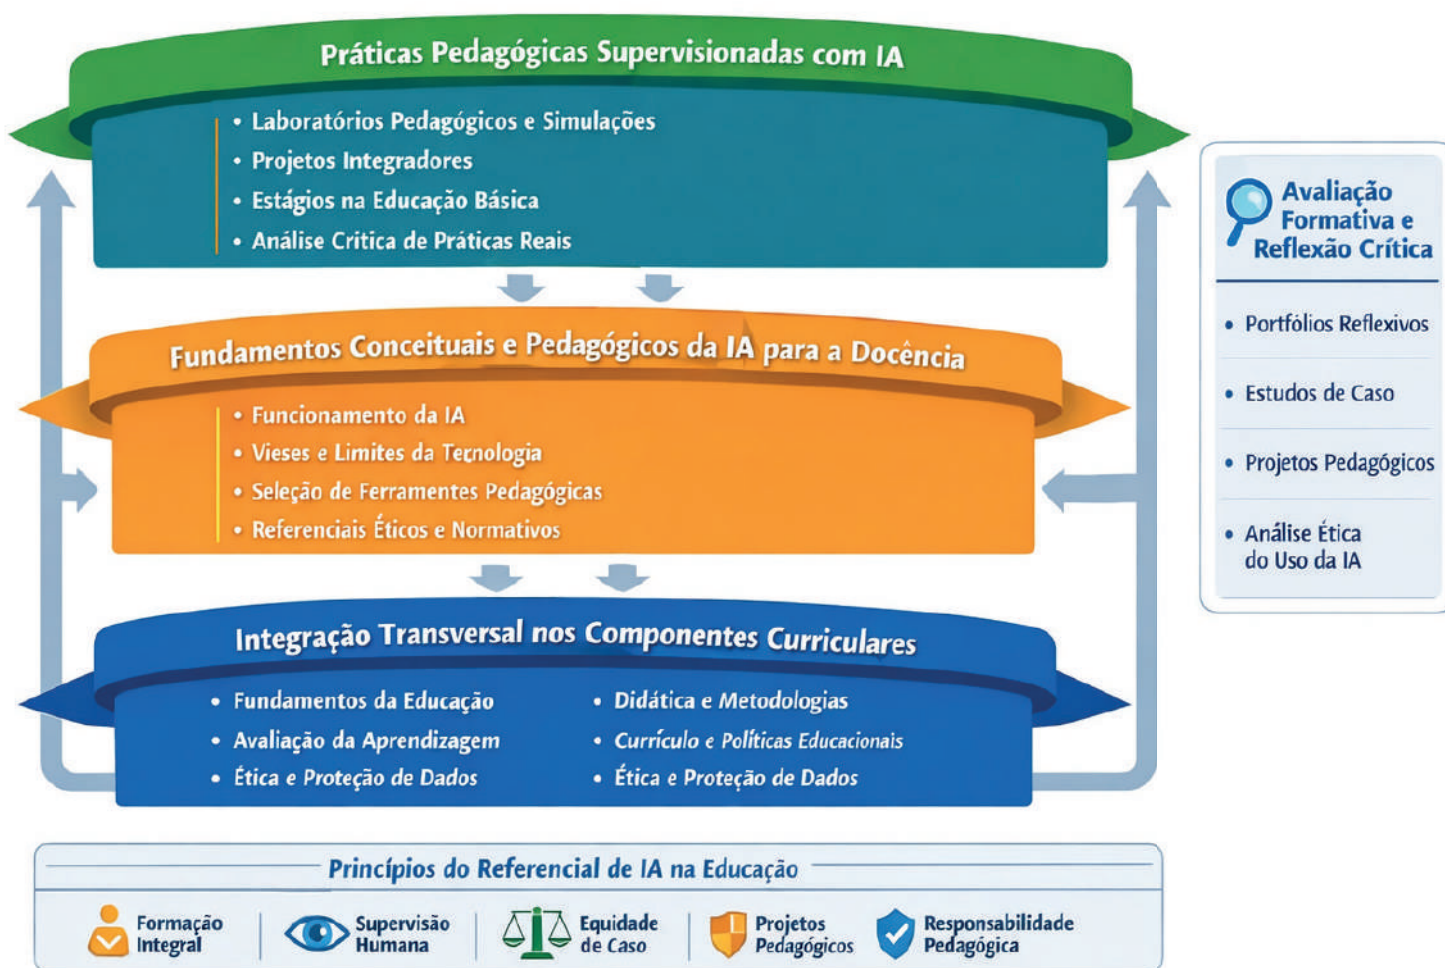 Práticas Pedagógicas Supervisionadas com IA
• Laboratórios Pedagógicos e Simulações
• Projetos Integradores
• Estágios na Educação Básica
• Análise Crítica de Práticas Reais
Fundamentos Conceituais e Pedagógicos da IA para a Docência
• Funcionamento da IA
• Vieses e Limites da Tecnologia
• Seleção de Ferramentes Pedagógicas
• Referenciais Éticos e Normativos
Integração Transversal nos Componentes Curriculares
• Fundamentos da Educação
• Avaliação da Aprendizagem
• Ética e Proteção de Dados
• Didática e Metodologias
• Currículo e Políticas Educacionais
• Ética e Proteção de Dados
Avaliação
Formativa e
Reflexão Crítica
• Portfólios Reflexivos
• Estudos de Caso
• Projetos Pedagógicos
• Análise Ética
do Uso da IA
Princípios do Referencial de IA na Educação
Formação
Integral
Supervisão
Humana
Equidade
de Caso
Projetos
Pedagógicos
Responsabilidade
Pedagógica